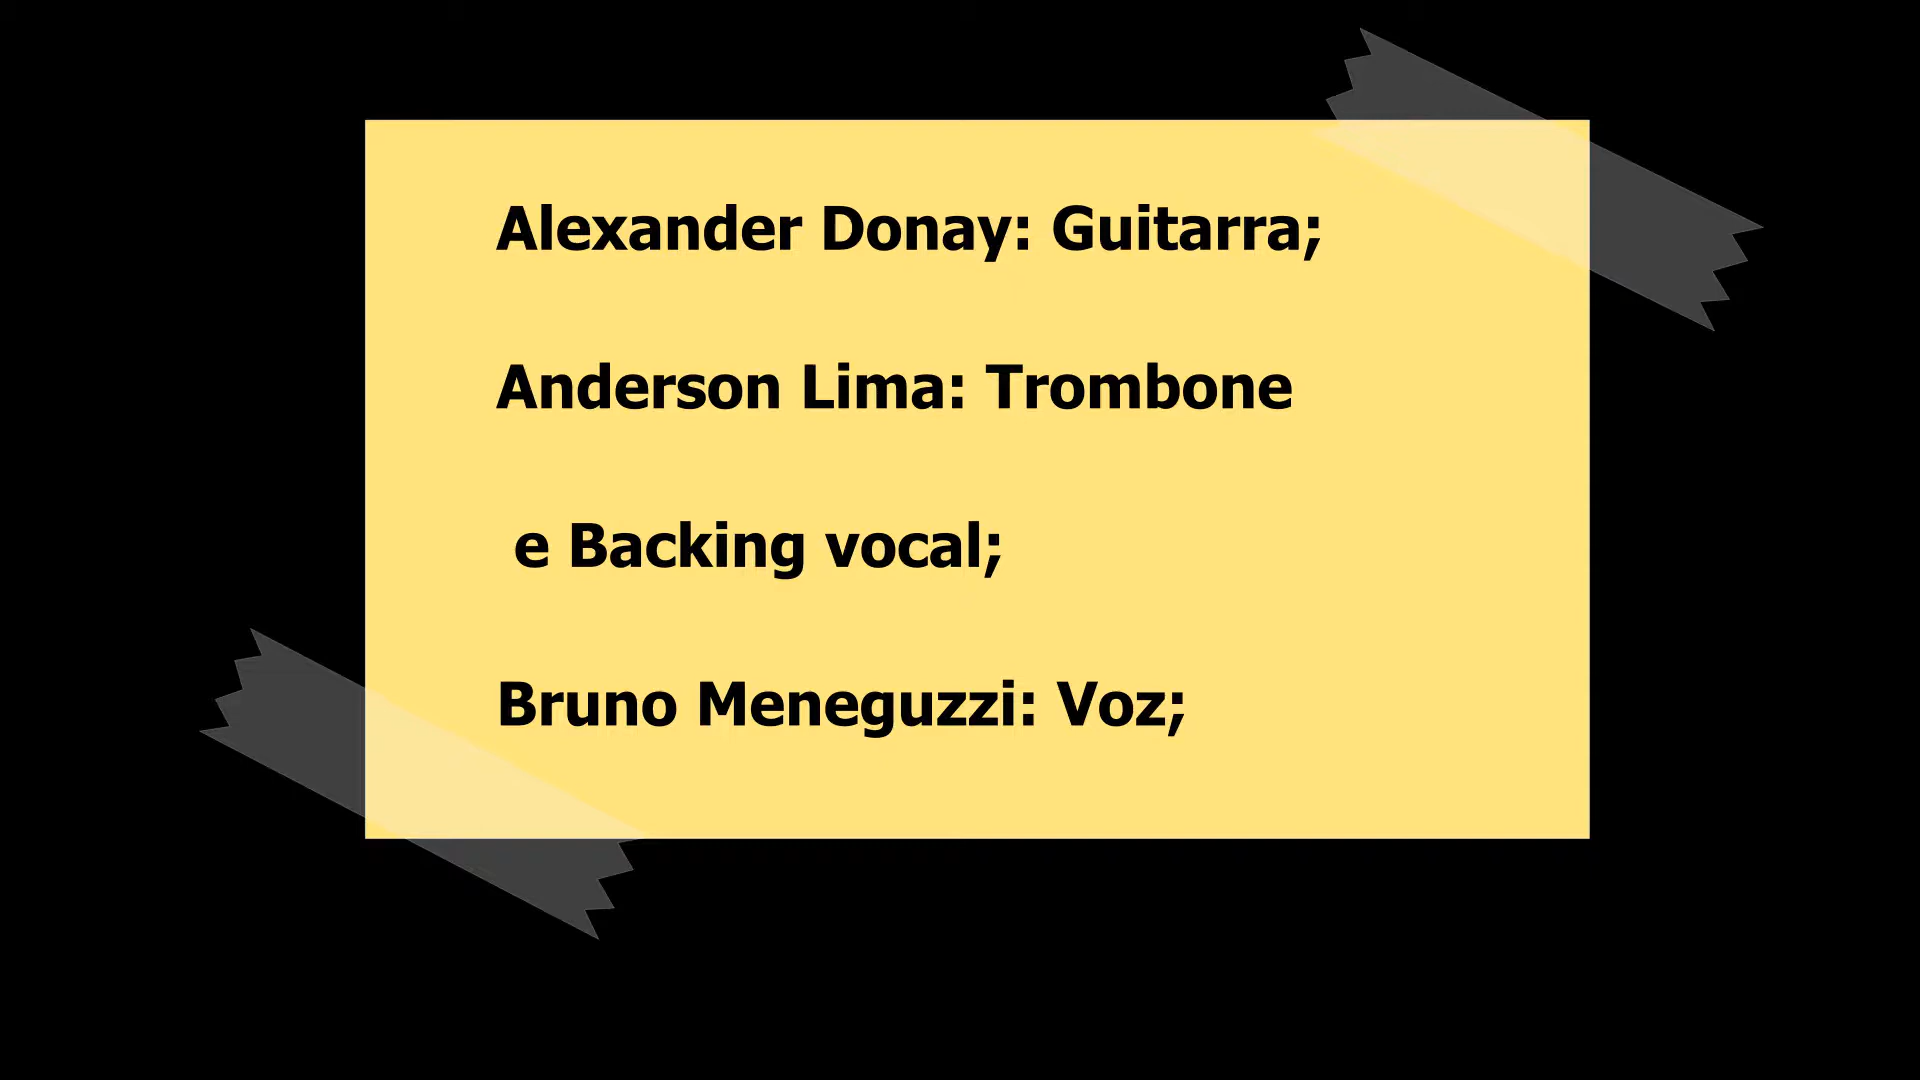 Alexander Donay: Guitarra;
Anderson Lima: Trombone
e Backing vocal;
Bruno Meneguzzi: Voz;